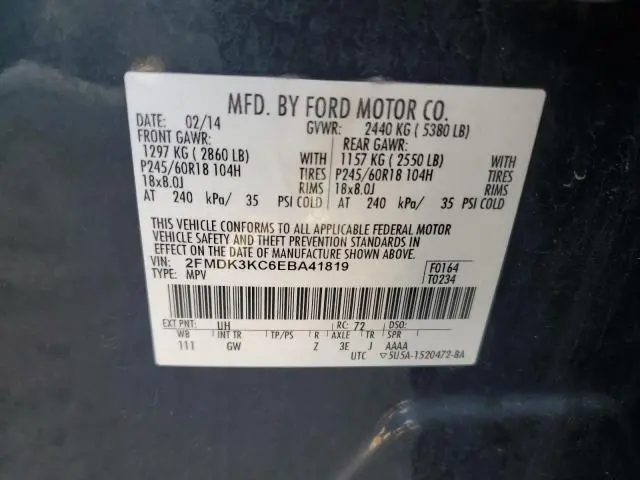 MFD. BY FORD MOTOR CO.
DATE: 02/14 GVWR: 2440 KG ( 5380 LB)
FRONT GAWR: REAR GAWR:
1297 KG ( 2860 LB) WITH 1157 KG ( 2550 LB) WITH
P245/60R18 104H TIRES P245/60R18 104H TIRES
18x8.0J RIMS 18x8.0J RIMS
AT 240 kPa/ 35 PSI COLD AT 240 kPa/ 35 PSI COLD
THIS VEHICLE CONFORMS TO ALL APPLICABLE FEDERAL MOTOR
VEHICLE SAFETY AND THEFT PREVENTION STANDARDS IN
EFFECT ON THE DATE OF MANUFACTURE SHOWN ABOVE.
VIN: 2FMDK3KC6EBA41819 F0164
TYPE: MPV T0234
EXT PNT: UH RC: 72 DSO:
WB INT TR TP/PS R AXLE TR SPR
111 GW Z 3E J AAAA
UTC ▽5U5A-1520472-BA